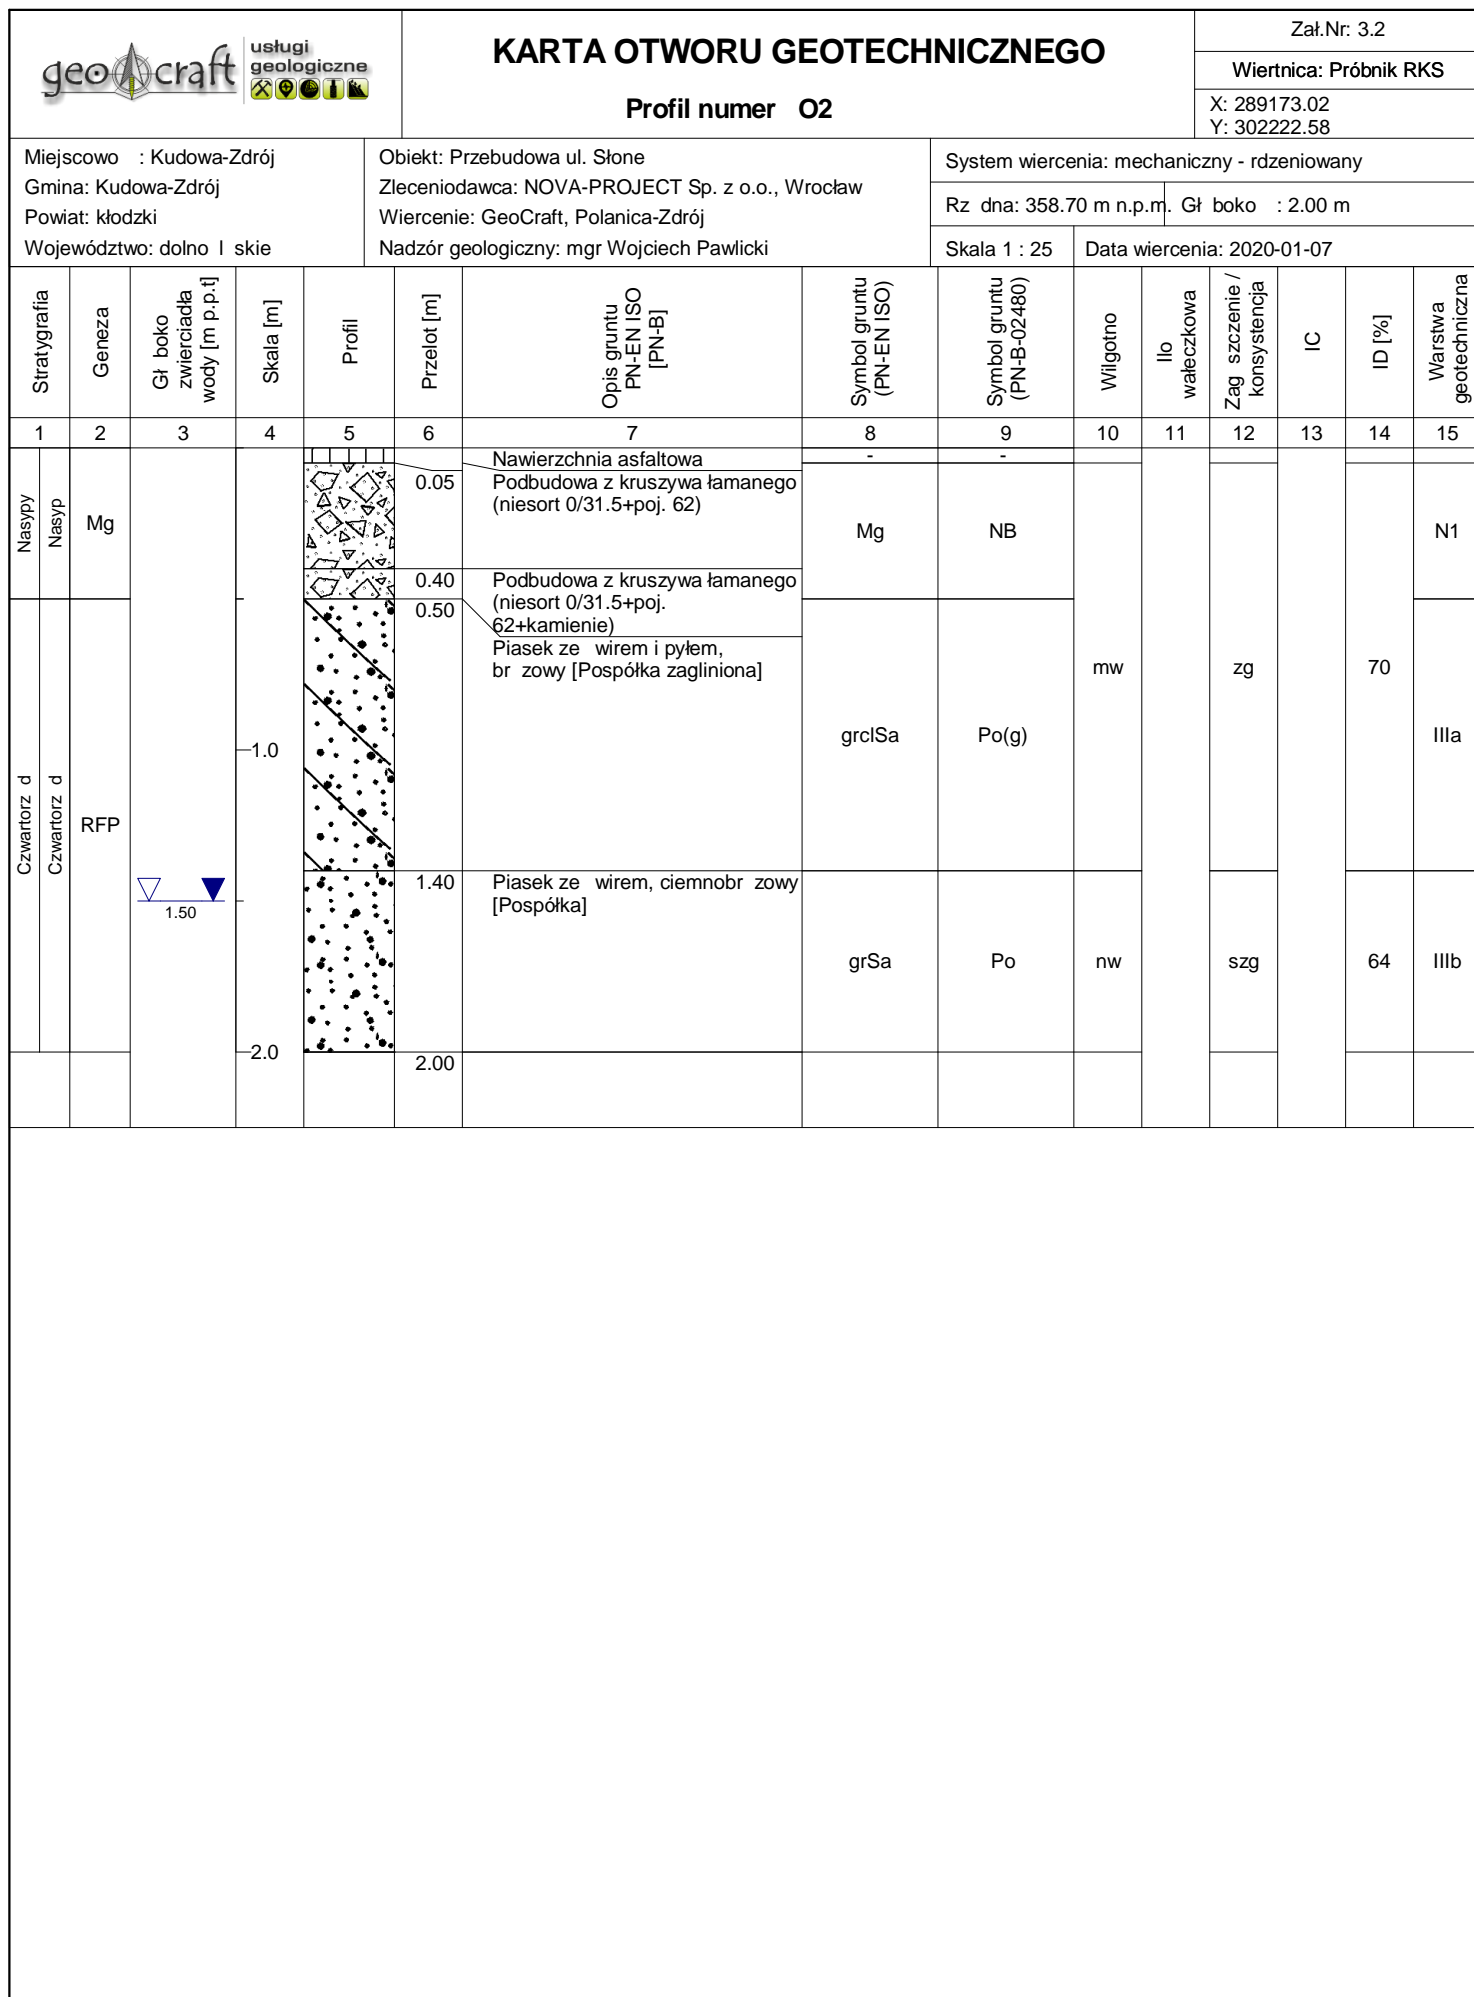 geocraft
usługi
geologiczne
KARTA OTWORU GEOTECHNICZNEGO
Profil numer O2
Zał.Nr: 3.2
Wiertnica: Próbnik RKS
X: 289173.02
Y: 302222.58
Miejscowo : Kudowa-Zdrój
Gmina: Kudowa-Zdrój
Powiat: kłodzki
Województwo: dolno l skie
Obiekt: Przebudowa ul. Słone
Zleceniodawca: NOVA-PROJECT Sp. z o.o., Wrocław
Wiercenie: GeoCraft, Polanica-Zdrój
Nadzór geologiczny: mgr Wojciech Pawlicki
System wiercenia: mechaniczny - rdzeniowany
Rz dna: 358.70 m n.p.m. Gł boko : 2.00 m
Skala 1 : 25 Data wiercenia: 2020-01-07
Stratygrafia
Geneza
Gł boko
zwierciadła
wody [m p.p.t]
Skala [m]
Profil
Przelot [m]
Opis gruntu
PN-EN ISO
[PN-B]
Symbol gruntu
(PN-EN ISO)
Symbol gruntu
(PN-B-02480)
Wilgotno
Ilo
wałeczkowa
Zag szczenie /
konsystencja
IC
ID [%]
Warstwa
geotechniczna
1 2 3 4 5 6 7 8 9 10 11 12 13 14 15
Nawierzchnia asfaltowa - -
Nasypy
Nasyp
Mg
0.05 Podbudowa z kruszywa łamanego
(niesort 0/31.5+poj. 62)
Mg NB N1
0.40 Podbudowa z kruszywa łamanego
(niesort 0/31.5+poj.
62+kamienie)
0.50
Piasek ze wirem i pyłem,
br zowy [Pospółka zagliniona]
mw zg 70
1.0
grclSa Po(g) IIIa
Czwartorz d
Czwartorz d
RFP
1.40 Piasek ze wirem, ciemnobr zowy
[Pospółka]
1.50
grSa Po nw szg 64 IIIb
2.0
2.00